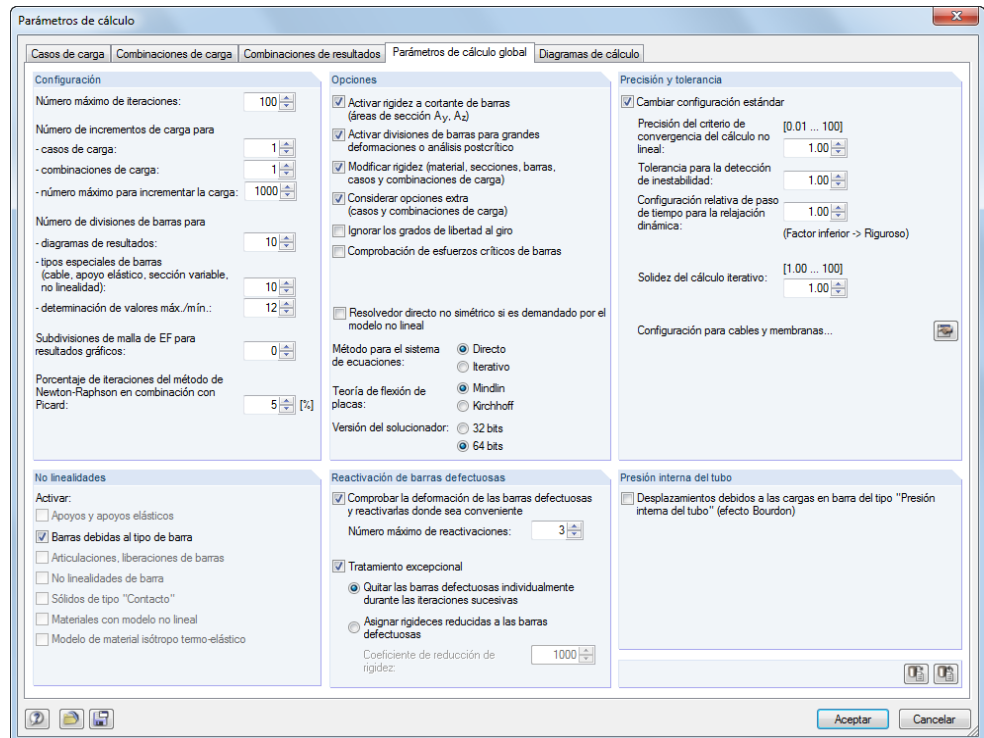 Parámetros de cálculo
Casos de carga
Combinaciones de carga
Combinaciones de resultados
Parámetros de cálculo global
Diagramas de cálculo
Configuración
Número máximo de iteraciones:
100
Número de incrementos de carga para
- casos de carga:
1
- combinaciones de carga:
1
- número máximo para incrementar la carga:
1000
Número de divisiones de barras para
- diagramas de resultados:
10
- tipos especiales de barras
(cable, apoyo elástico, sección variable,
no linealidad):
10
- determinación de valores máx./mín.:
12
Subdivisiones de malla de EF para
resultados gráficos:
0
Porcentaje de iteraciones del método de
Newton-Raphson en combinación con
Picard:
5 [%]
Opciones
Activar rigidez a cortante de barras
(áreas de sección Ay, Az)
Activar divisiones de barras para grandes
deformaciones o análisis postcrítico
Modificar rigidez (material, secciones, barras,
casos y combinaciones de carga)
Considerar opciones extra
(casos y combinaciones de carga)
Ignorar los grados de libertad al giro
Comprobación de esfuerzos críticos de barras
Resolvedor directo no simétrico si es demandado por el
modelo no lineal
Método para el sistema
de ecuaciones:
Directo
Iterativo
Teoría de flexión de
placas:
Mindlin
Kirchhoff
Versión del solucionador:
32 bits
64 bits
Precisión y tolerancia
Cambiar configuración estándar
Precisión del criterio de
convergencia del cálculo no
lineal:
[0.01 ... 100]
1.00
Tolerancia para la detección
de inestabilidad:
1.00
Configuración relativa de paso
de tiempo para la relajación
dinámica:
1.00
(Factor inferior -> Riguroso)
Solidez del cálculo iterativo:
[1.00 ... 100]
1.00
Configuración para cables y membranas...
No linealidades
Activar:
Apoyos y apoyos elásticos
Barras debidas al tipo de barra
Articulaciones, liberaciones de barras
No linealidades de barra
Sólidos de tipo "Contacto"
Materiales con modelo no lineal
Modelo de material isótropo termo-elástico
Reactivación de barras defectuosas
Comprobar la deformación de las barras defectuosas
y reactivarlas donde sea conveniente
Número máximo de reactivaciones:
3
Tratamiento excepcional
Quitar las barras defectuosas individualmente
durante las iteraciones sucesivas
Asignar rigideces reducidas a las barras
defectuosas
Coeficiente de reducción de
rigidez:
1000
Presión interna del tubo
Desplazamientos debidos a las cargas en barra del tipo "Presión
interna del tubo" (efecto Bourdon)
Aceptar
Cancelar